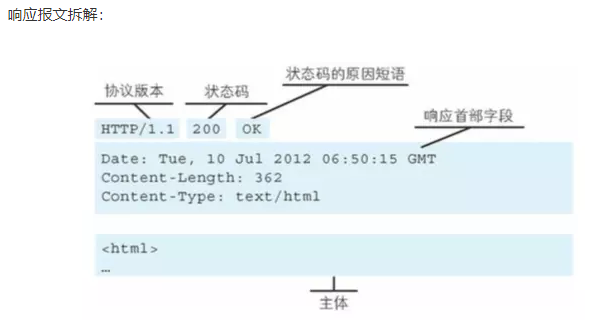 响应报文拆解：
状态码的原因短语
协议版本 状态码
响应首部字段
HTTP/1.1 200 OK
Date: Tue, 10 Jul 2012 06:50:15 GMT
Content-Length: 362
Content-Type: text/html
<html>
…
主体